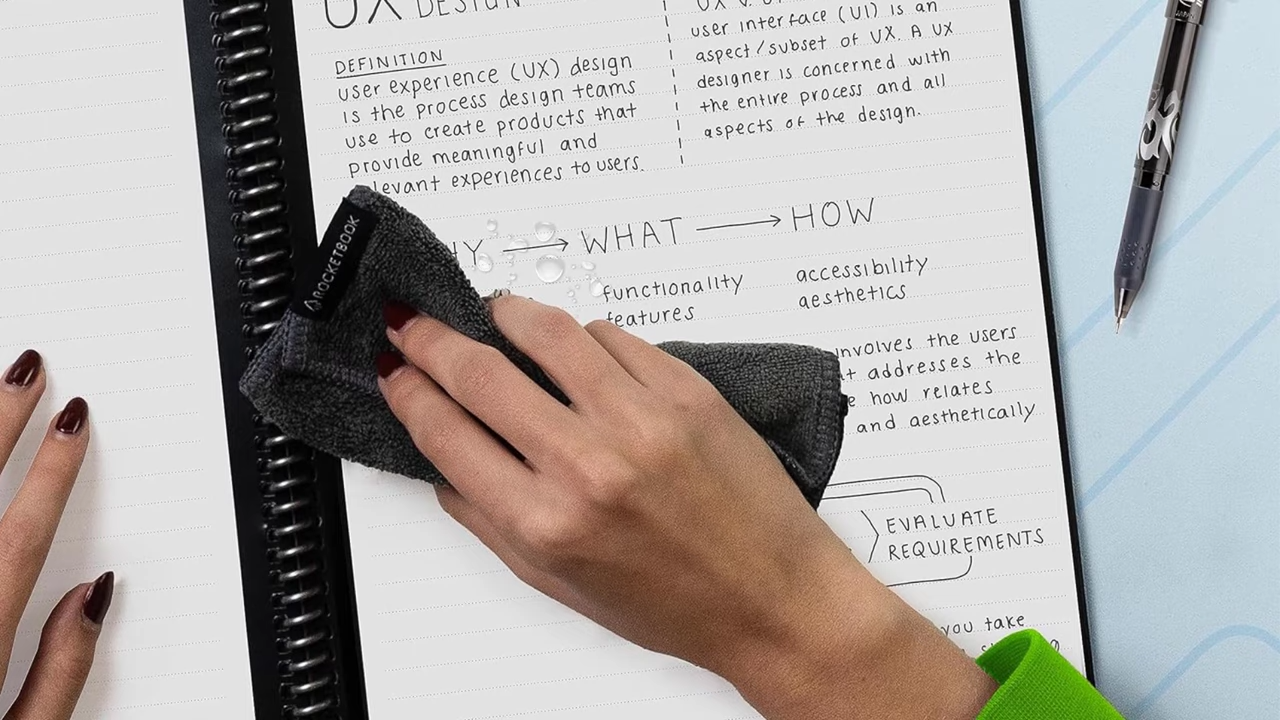 UX DESIGN
DEFINITION
user experience (UX) design
is the process design teams
use to create products that
provide meaningful and
levant experiences to users.
user interface (UI) is an
aspect/subset of UX. A UX
designer is concerned with
the entire process and all
aspects of the design.
WHAT → HOW
functionality
features
accessibility
aesthetics
involves the users
addresses the
how relates
and aesthetically
EVALUATE
REQUIREMENTS
you take
ROCKETBOOK